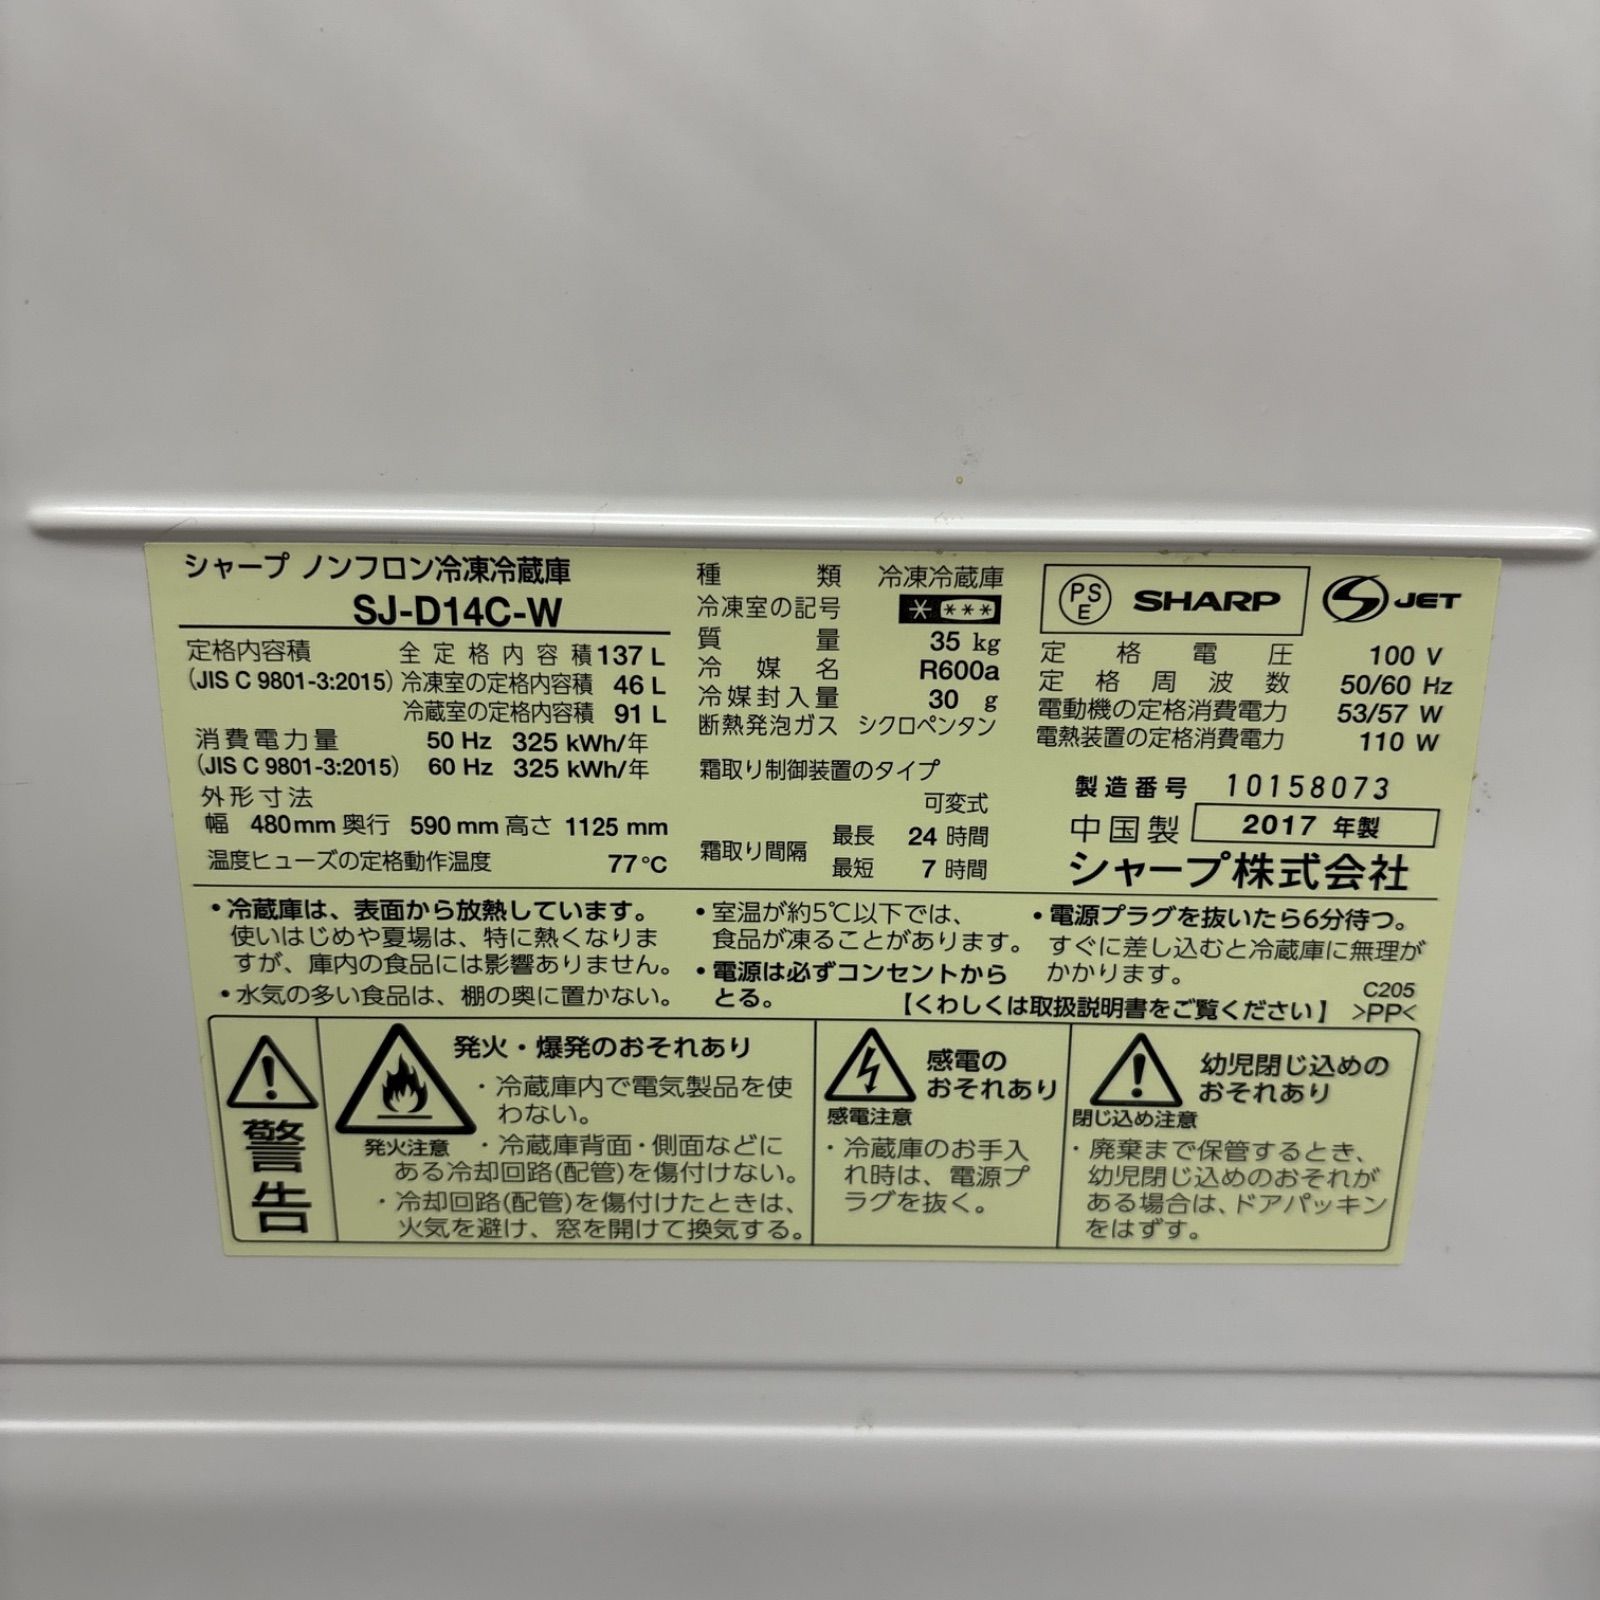 シャープ ノンフロン冷凍冷蔵庫
SJ-D14C-W
定格内容積 全定格内容積 137 L
(JIS C 9801-3:2015) 冷凍室の定格内容積 46 L
冷蔵室の定格内容積 91 L
消費電力量 50 Hz 325 kWh/年
(JIS C 9801-3:2015) 60 Hz 325 kWh/年
外形寸法
幅 480mm 奥行 590 mm 高さ 1125 mm
温度ヒューズの定格動作温度 77℃
種類 冷凍冷蔵庫
冷凍室の記号 * ***
質量 35 kg
冷媒名 R600a
冷媒封入量 30 g
断熱発泡ガス シクロペンタン
霜取り制御装置のタイプ
可変式
霜取り間隔 最長 24 時間
最短 7 時間
PSE SHARP S JET
定格電圧 100 V
定格周波数 50/60 Hz
電動機の定格消費電力 53/57 W
電熱装置の定格消費電力 110 W
製造番号 10158073
中国製 2017 年製
シャープ株式会社
・冷蔵庫は、表面から放熱しています。
使いはじめや夏場は、特に熱くなりま
すが、庫内の食品には影響ありません。
・水気の多い食品は、棚の奥に置かない。
・室温が約5℃以下では、
食品が凍ることがあります。
・電源は必ずコンセントから
とる。
・電源プラグを抜いたら6分待つ。
すぐに差し込むと冷蔵庫に無理が
かかります。
C205
【くわしくは取扱説明書をご覧ください】 >PP<
警告
発火・爆発のおそれあり
発火注意
・冷蔵庫内で電気製品を使
わない。
・冷蔵庫背面・側面などに
ある冷却回路(配管)を傷付けない。
・冷却回路(配管)を傷付けたときは、
火気を避け、窓を開けて換気する。
感電の
おそれあり
感電注意
・冷蔵庫のお手入
れ時は、電源プ
ラグを抜く。
幼児閉じ込めの
おそれあり
閉じ込め注意
・廃棄まで保管するとき、
幼児閉じ込めのおそれが
ある場合は、ドアパッキン
をはずす。